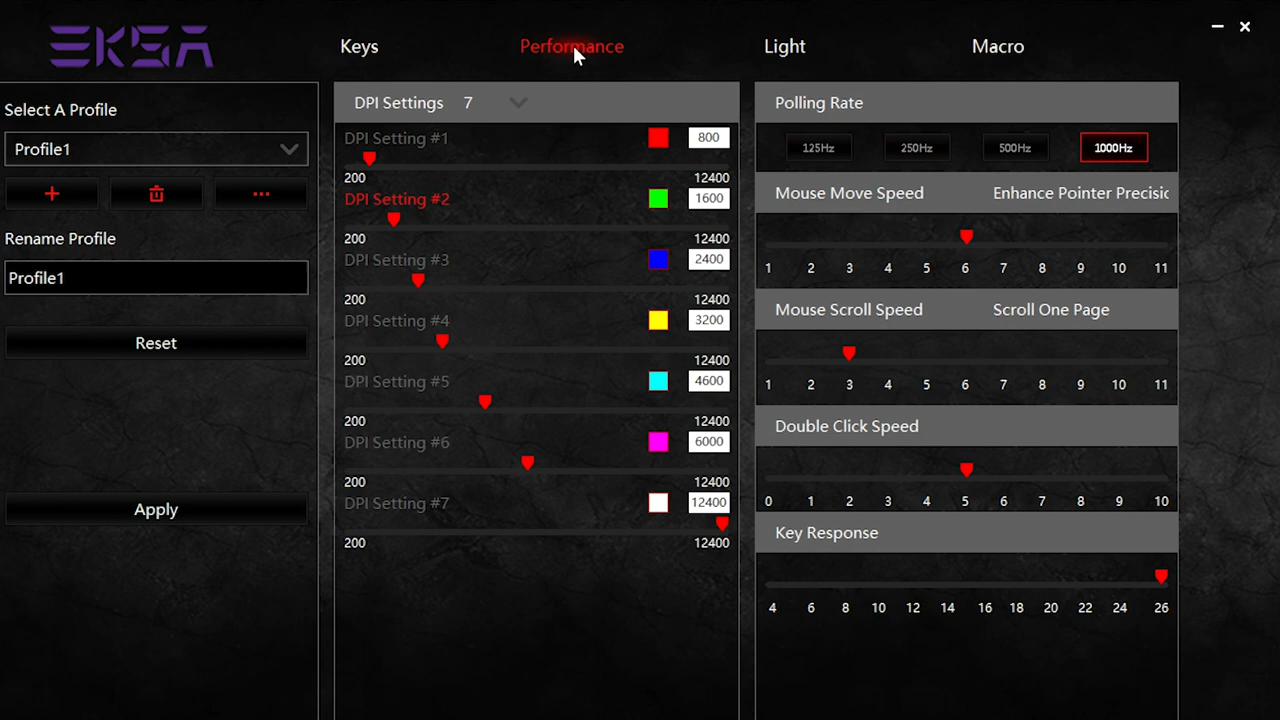 EKSA
Keys
Performance
Light
Macro
Select A Profile
Profile1
+
...
Rename Profile
Profile1
Reset
Apply
DPI Settings 7
DPI Setting #1 800
200 12400
DPI Setting #2 1600
200 12400
DPI Setting #3 2400
200 12400
DPI Setting #4 3200
200 12400
DPI Setting #5 4600
200 12400
DPI Setting #6 6000
200 12400
DPI Setting #7 12400
200 12400
Polling Rate
125Hz 250Hz 500Hz 1000Hz
Mouse Move Speed Enhance Pointer Precisic
1 2 3 4 5 6 7 8 9 10 11
Mouse Scroll Speed Scroll One Page
1 2 3 4 5 6 7 8 9 10 11
Double Click Speed
0 1 2 3 4 5 6 7 8 9 10
Key Response
4 6 8 10 12 14 16 18 20 22 24 26